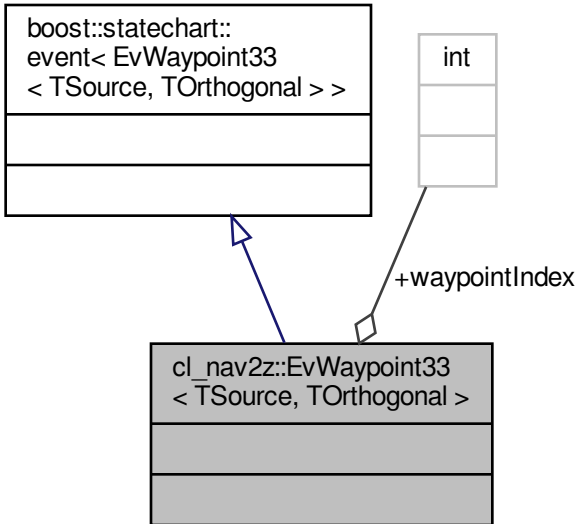 boost::statechart::
event< EvWaypoint33
< TSource, TOrthogonal > >
int
+waypointIndex
cl_nav2z::EvWaypoint33
< TSource, TOrthogonal >